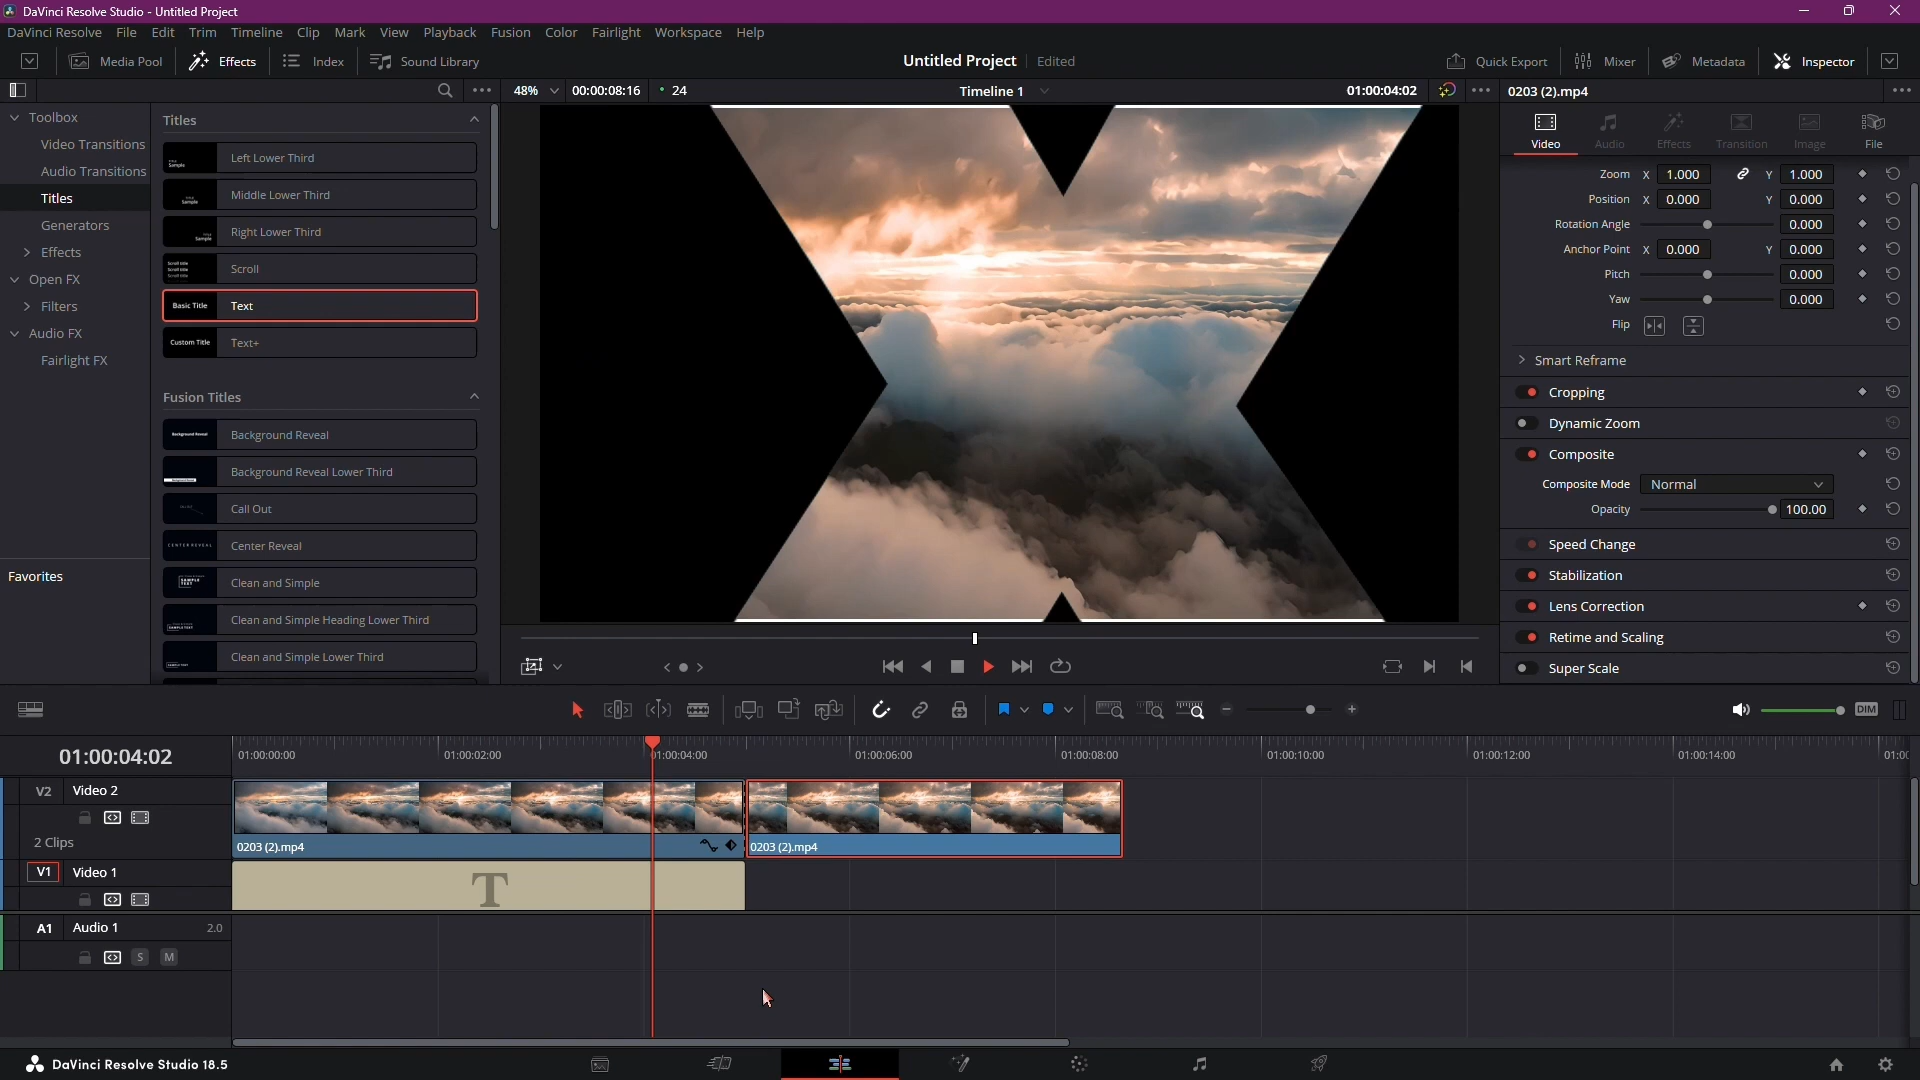 DaVinci Resolve Studio - Untitled Project
DaVinci Resolve File Edit Trim Timeline Clip Mark View Playback Fusion Color Fairlight Workspace Help
Media Pool Effects Index Sound Library Untitled Project Edited Quick Export Mixer Metadata Inspector
48% 00:00:08:16 24 Timeline 1 01:00:04:02 0203 (2).mp4
Toolbox
Video Transitions
Audio Transitions
Titles
Generators
Effects
Open FX
Filters
Audio FX
Fairlight FX
Favorites
Titles
Left Lower Third
Middle Lower Third
Right Lower Third
Scroll
Basic Title Text
Custom Title Text+
Fusion Titles
Background Reveal
Background Reveal Lower Third
Call Out
Center Reveal
Clean and Simple
Clean and Simple Heading Lower Third
Clean and Simple Lower Third
Video Audio Effects Transition Image File
Zoom X 1.000 Y 1.000
Position X 0.000 Y 0.000
Rotation Angle 0.000
Anchor Point X 0.000 Y 0.000
Pitch 0.000
Yaw 0.000
Flip
Smart Reframe
Cropping
Dynamic Zoom
Composite
Composite Mode Normal
Opacity 100.00
Speed Change
Stabilization
Lens Correction
Retime and Scaling
Super Scale
DIM
01:00:04:02 01:00:00:00 01:00:02:00 01:00:04:00 01:00:06:00 01:00:08:00 01:00:10:00 01:00:12:00 01:00:14:00
V2 Video 2
2 Clips
0203 (2).mp4 0203 (2).mp4
V1 Video 1
T
A1 Audio 1 2.0
S M
DaVinci Resolve Studio 18.5